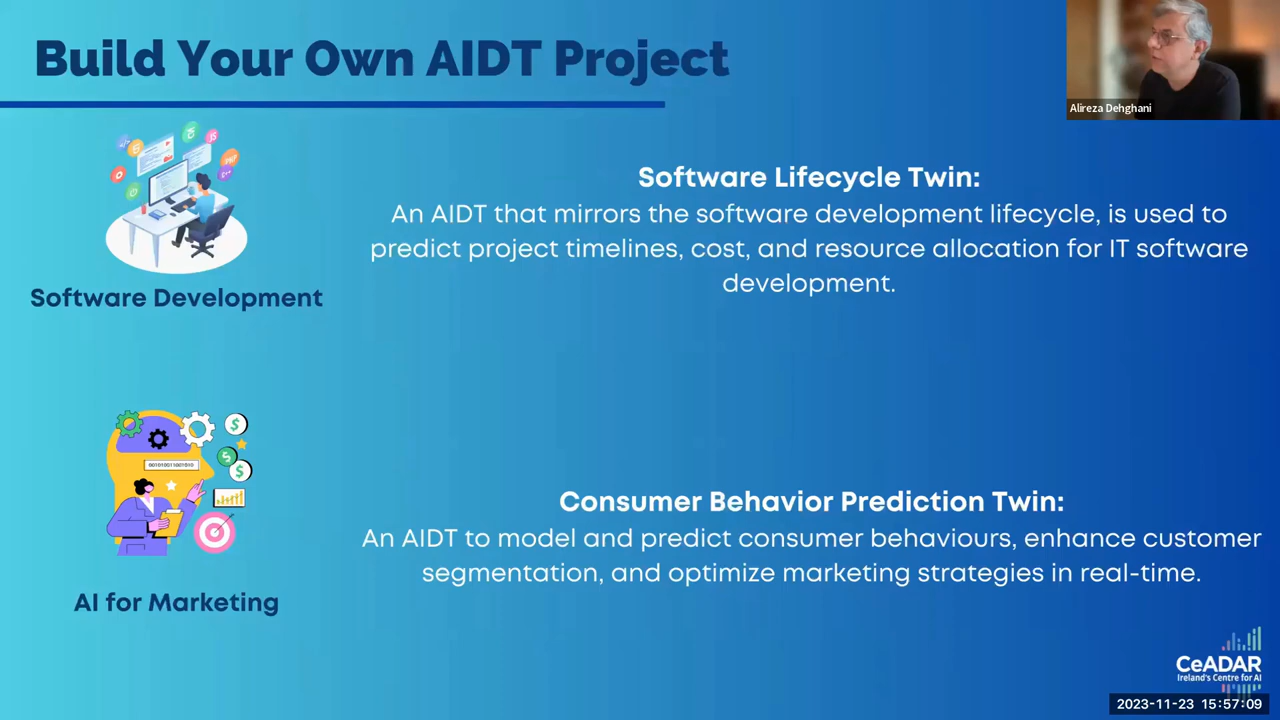 Build Your Own AIDT Project
Alireza Dehghani
Software Lifecycle Twin:
An AIDT that mirrors the software development lifecycle, is used to
predict project timelines, cost, and resource allocation for IT software
development.
Software Development
Consumer Behavior Prediction Twin:
An AIDT to model and predict consumer behaviours, enhance customer
segmentation, and optimize marketing strategies in real-time.
AI for Marketing
CeADAR
Ireland's Centre for AI
2023-11-23 15:57:09